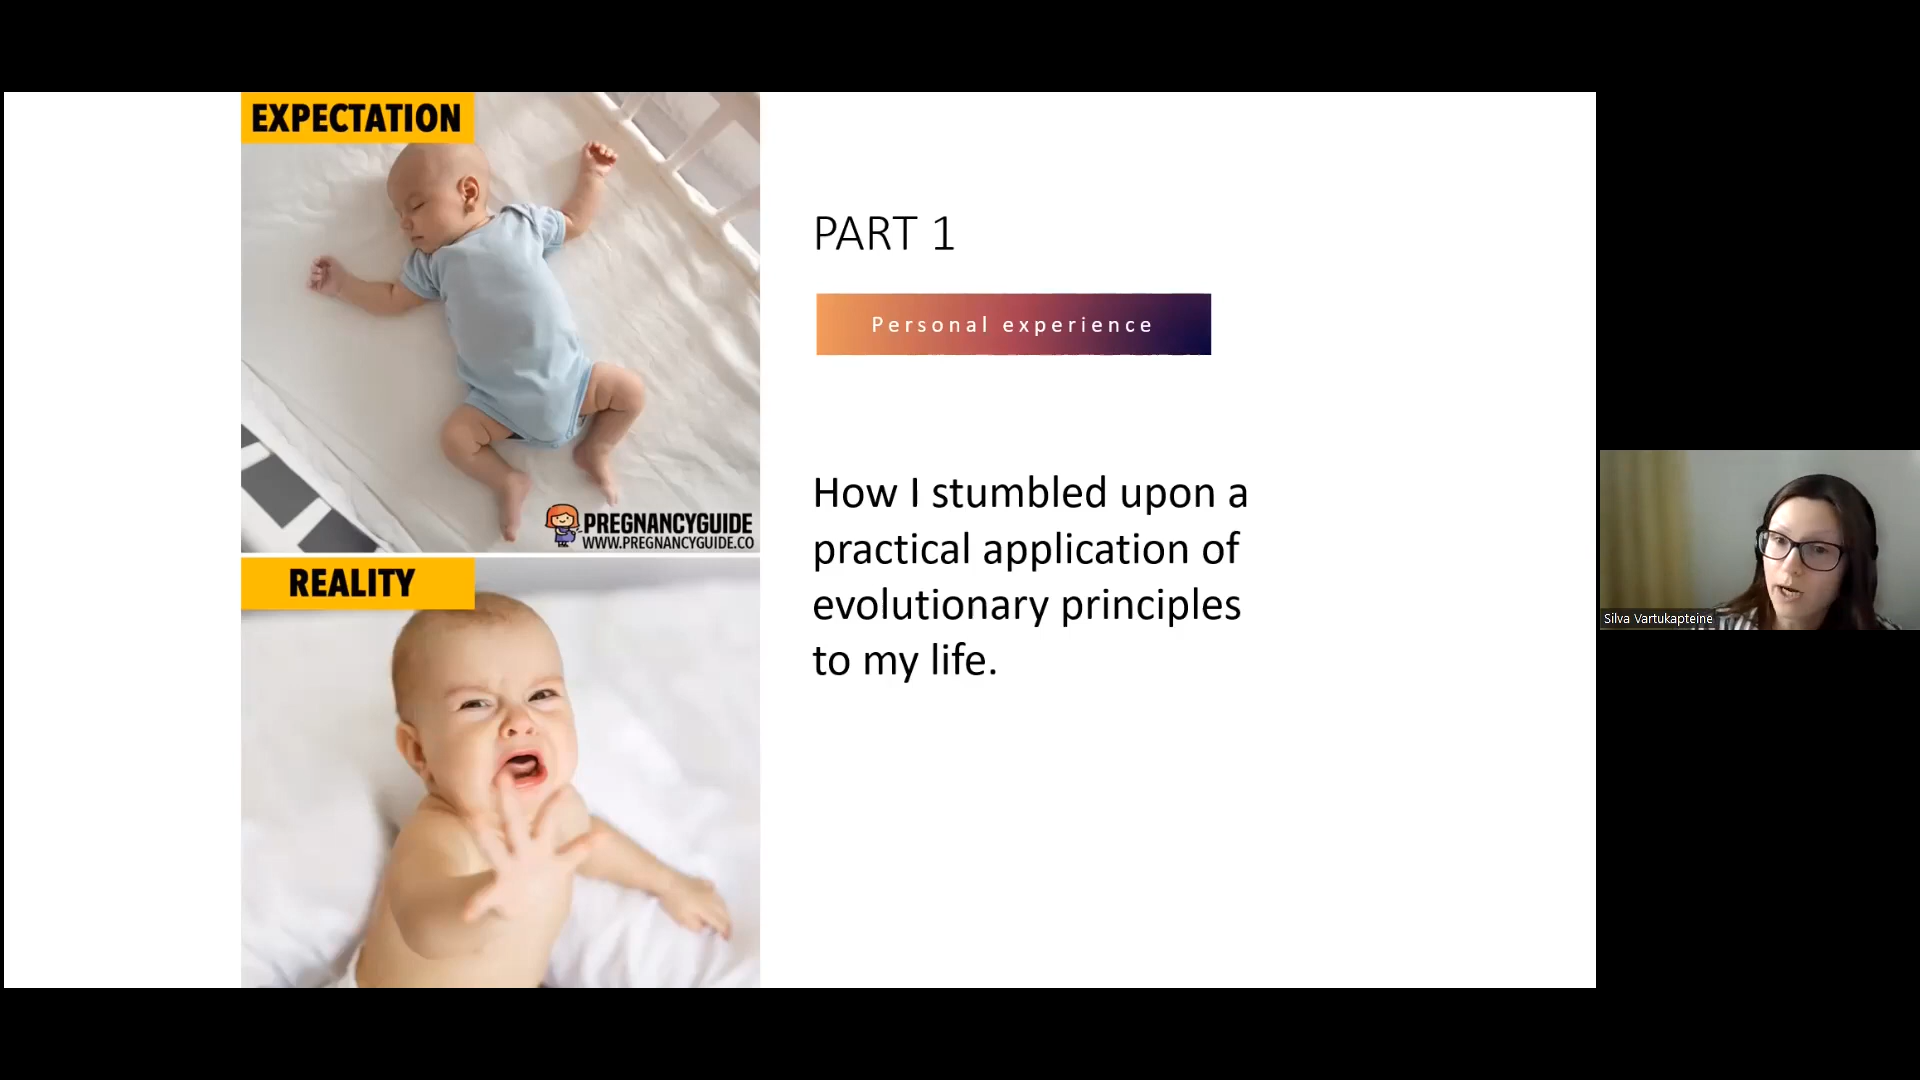 EXPECTATION
PREGNANCYGUIDE
WWW.PREGNANCYGUIDE.CO
REALITY
PART 1
Personal experience
How I stumbled upon a
practical application of
evolutionary principles
to my life.
Silva Vartukapteine